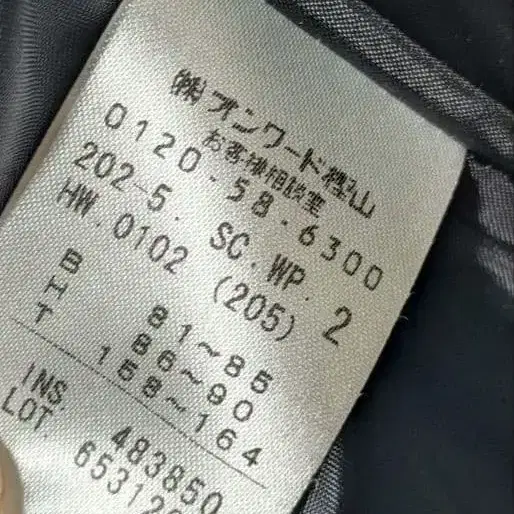 ㈱オンワード樫山
お客様相談室
0120-58-6300
202-5. SC. WP. 2
HW. 0102 (205)
B 81~85
H 86~90
T 158~164
INS. 483850
LOT. 65312